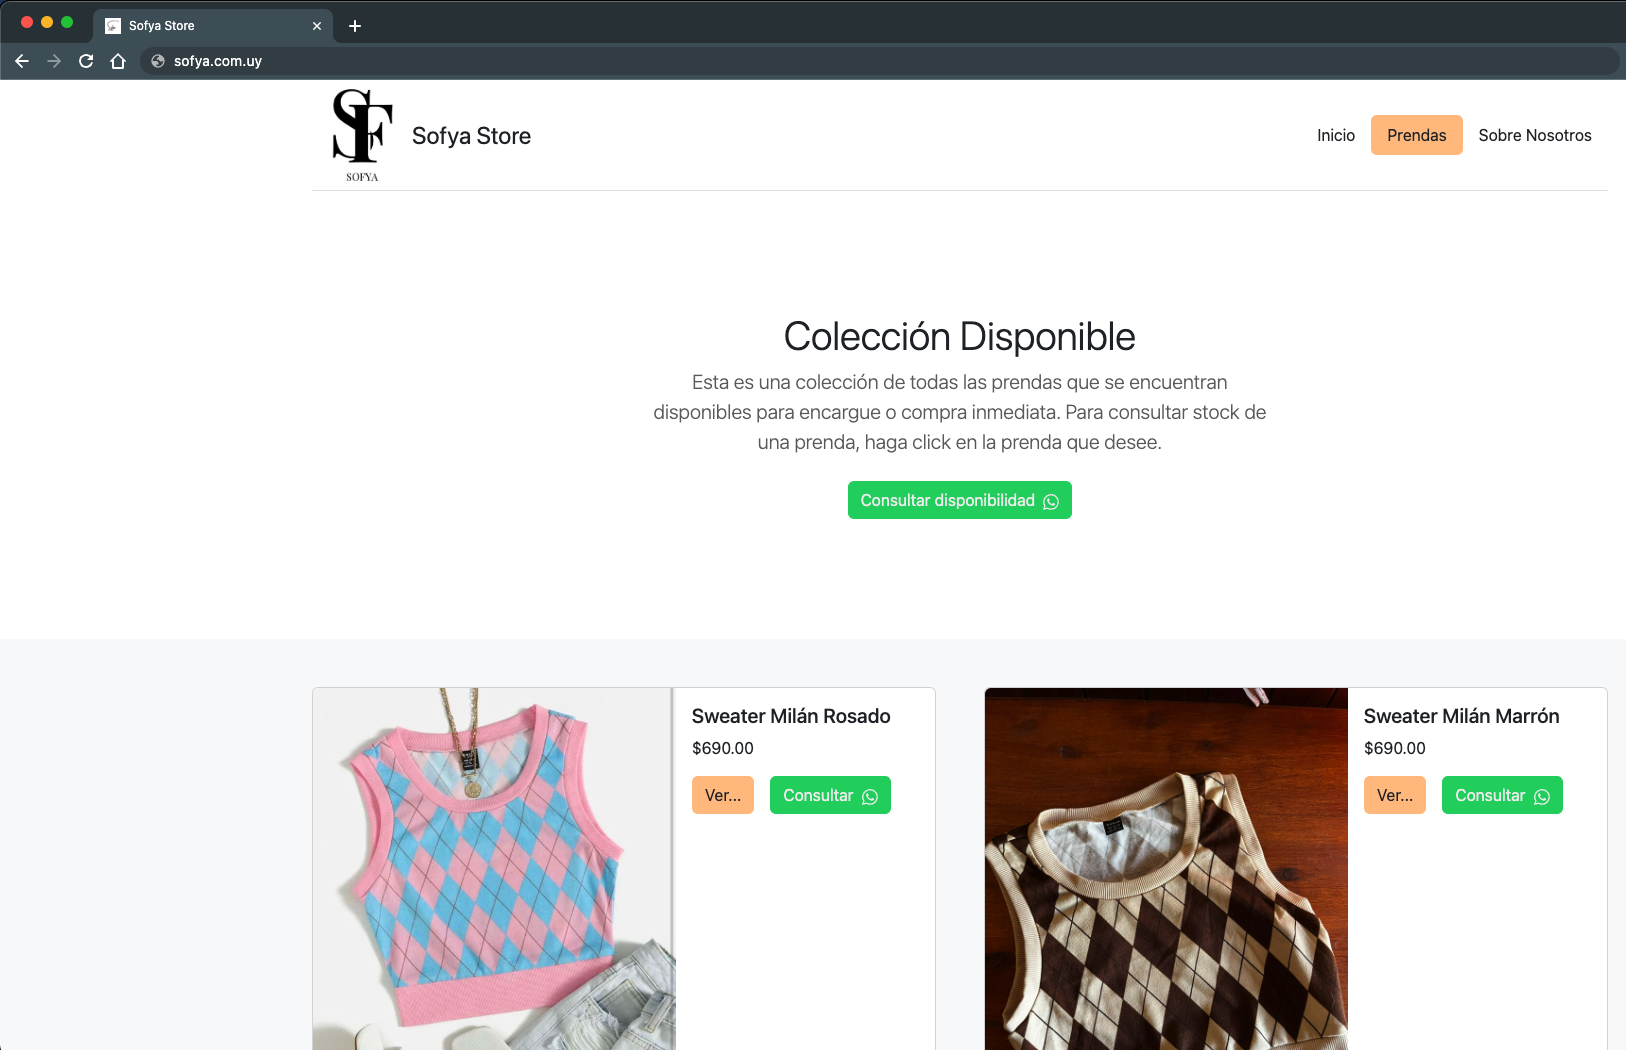 Sofya Store
sofya.com.uy
SF
SOFYA
Sofya Store
Inicio
Prendas
Sobre Nosotros
Colección Disponible
Esta es una colección de todas las prendas que se encuentran
disponibles para encargue o compra inmediata. Para consultar stock de
una prenda, haga click en la prenda que desee.
Consultar disponibilidad
Sweater Milán Rosado
$690.00
Ver...
Consultar
Sweater Milán Marrón
$690.00
Ver...
Consultar